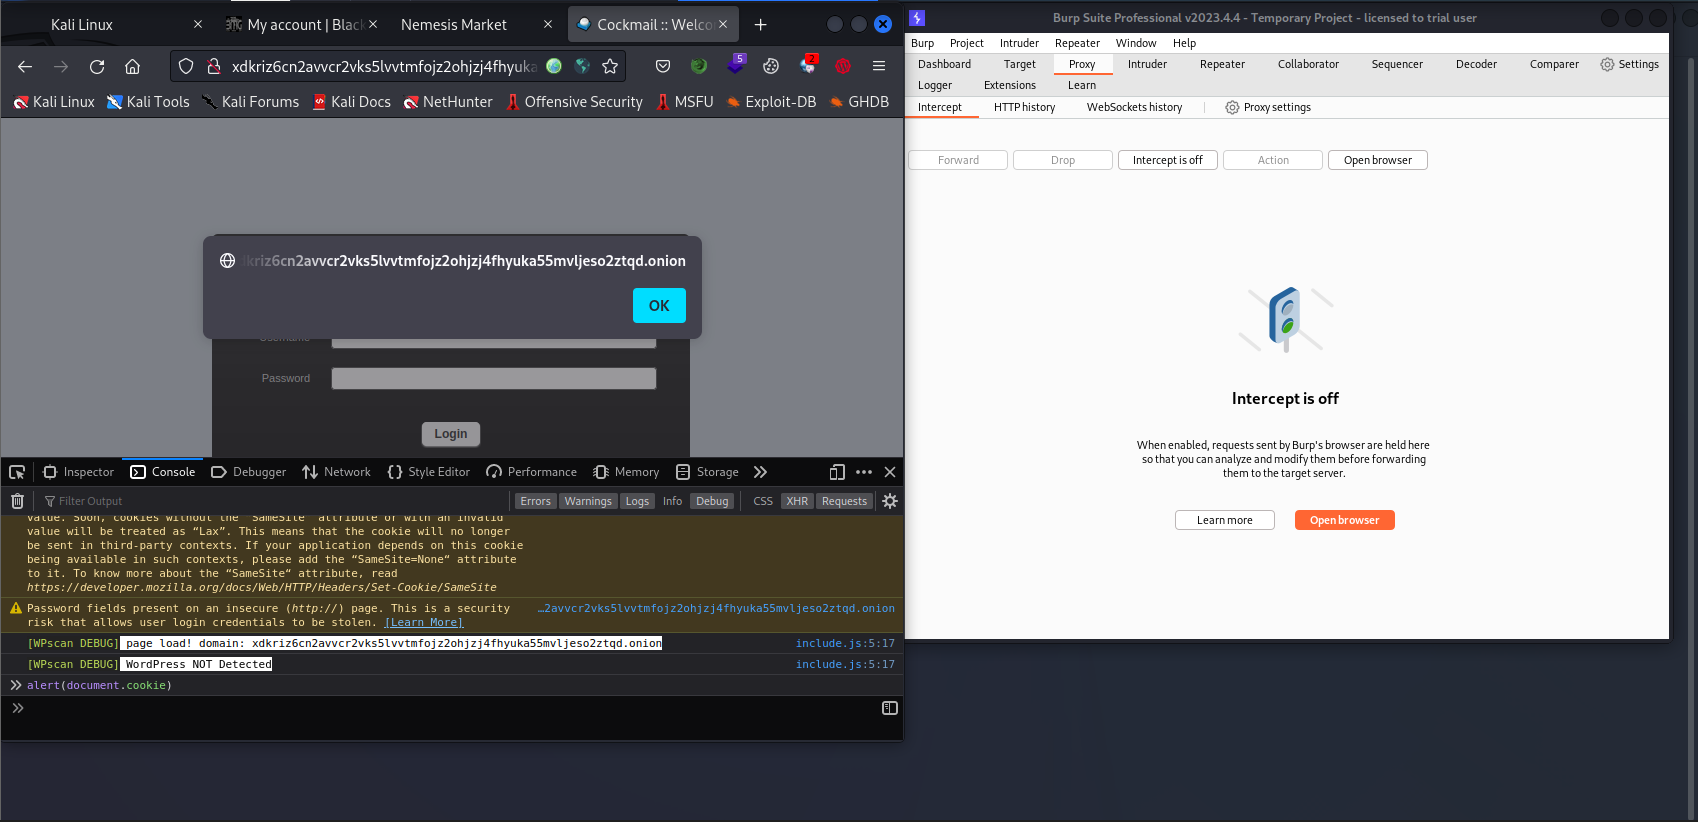 Kali Linux
My account | Black
Nemesis Market
Cockmail :: Welco
xdkriz6cn2avvcr2vks5lvvtmfojz2ohjzj4fhyuka
5
2
Kali Linux
Kali Tools
Kali Forums
Kali Docs
NetHunter
Offensive Security
MSFU
Exploit-DB
GHDB
dkriz6cn2avvcr2vks5lvvtmfojz2ohjzj4fhyuka55mvljeso2ztqd.onion
OK
Username
Password
Login
Inspector
Console
Debugger
Network
Style Editor
Performance
Memory
Storage
Filter Output
Errors
Warnings
Logs
Info
Debug
CSS
XHR
Requests
value. Soon, cookies without the “SameSite” attribute or with an invalid
value will be treated as “Lax”. This means that the cookie will no longer
be sent in third-party contexts. If your application depends on this cookie
being available in such contexts, please add the “SameSite=None“ attribute
to it. To know more about the “SameSite“ attribute, read
https://developer.mozilla.org/docs/Web/HTTP/Headers/Set-Cookie/SameSite
Password fields present on an insecure (http://) page. This is a security
…2avvcr2vks5lvvtmfojz2ohjzj4fhyuka55mvljeso2ztqd.onion
risk that allows user login credentials to be stolen. [Learn More]
[WPscan DEBUG] page load! domain: xdkriz6cn2avvcr2vks5lvvtmfojz2ohjzj4fhyuka55mvljeso2ztqd.onion
include.js:5:17
[WPscan DEBUG] WordPress NOT Detected
include.js:5:17
alert(document.cookie)
Burp Suite Professional v2023.4.4 - Temporary Project - licensed to trial user
Burp Project Intruder Repeater Window Help
Dashboard Target Proxy Intruder Repeater Collaborator Sequencer Decoder Comparer Settings
Logger Extensions Learn
Intercept HTTP history WebSockets history Proxy settings
Forward
Drop
Intercept is off
Action
Open browser
Intercept is off
When enabled, requests sent by Burp's browser are held here
so that you can analyze and modify them before forwarding
them to the target server.
Learn more
Open browser